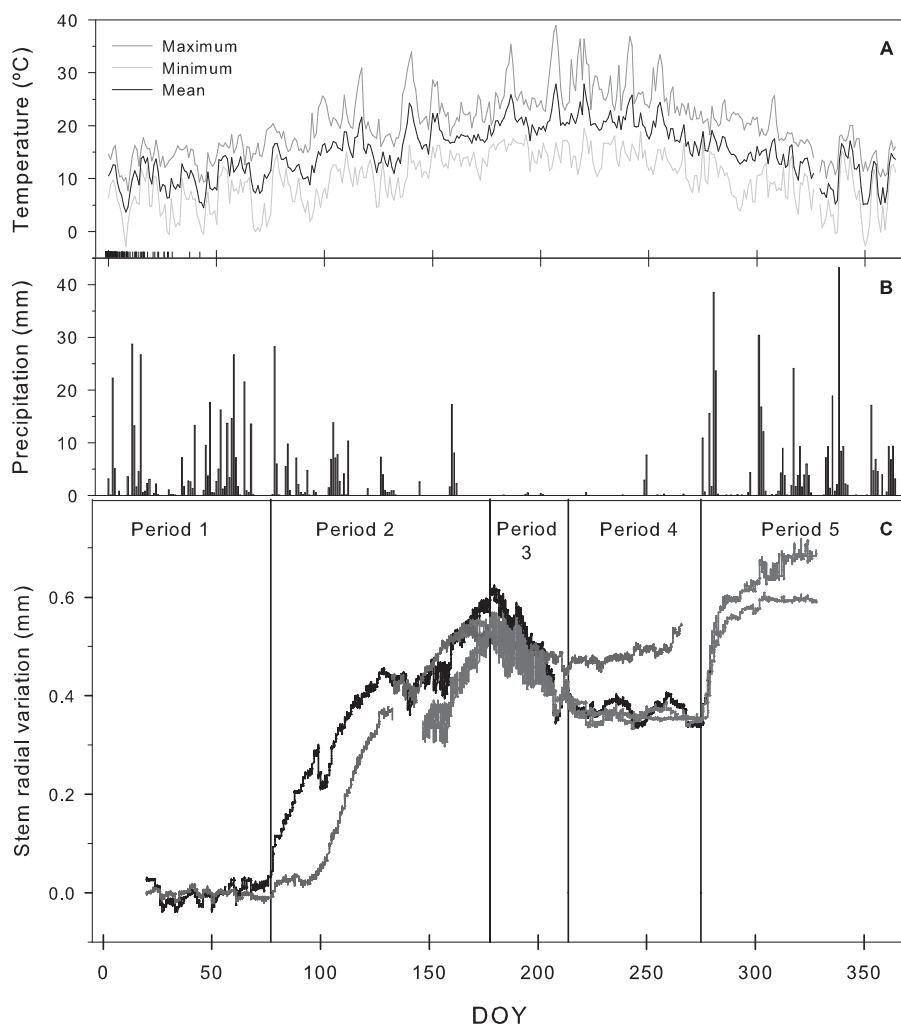 A
Maximum
Minimum
Mean
Temperature (ºC)
40
30
20
10
0
B
Precipitation (mm)
40
30
20
10
0
C
Period 1
Period 2
Period
3
Period 4
Period 5
Stem radial variation (mm)
0.6
0.4
0.2
0.0
0 50 100 150 200 250 300 350
DOY